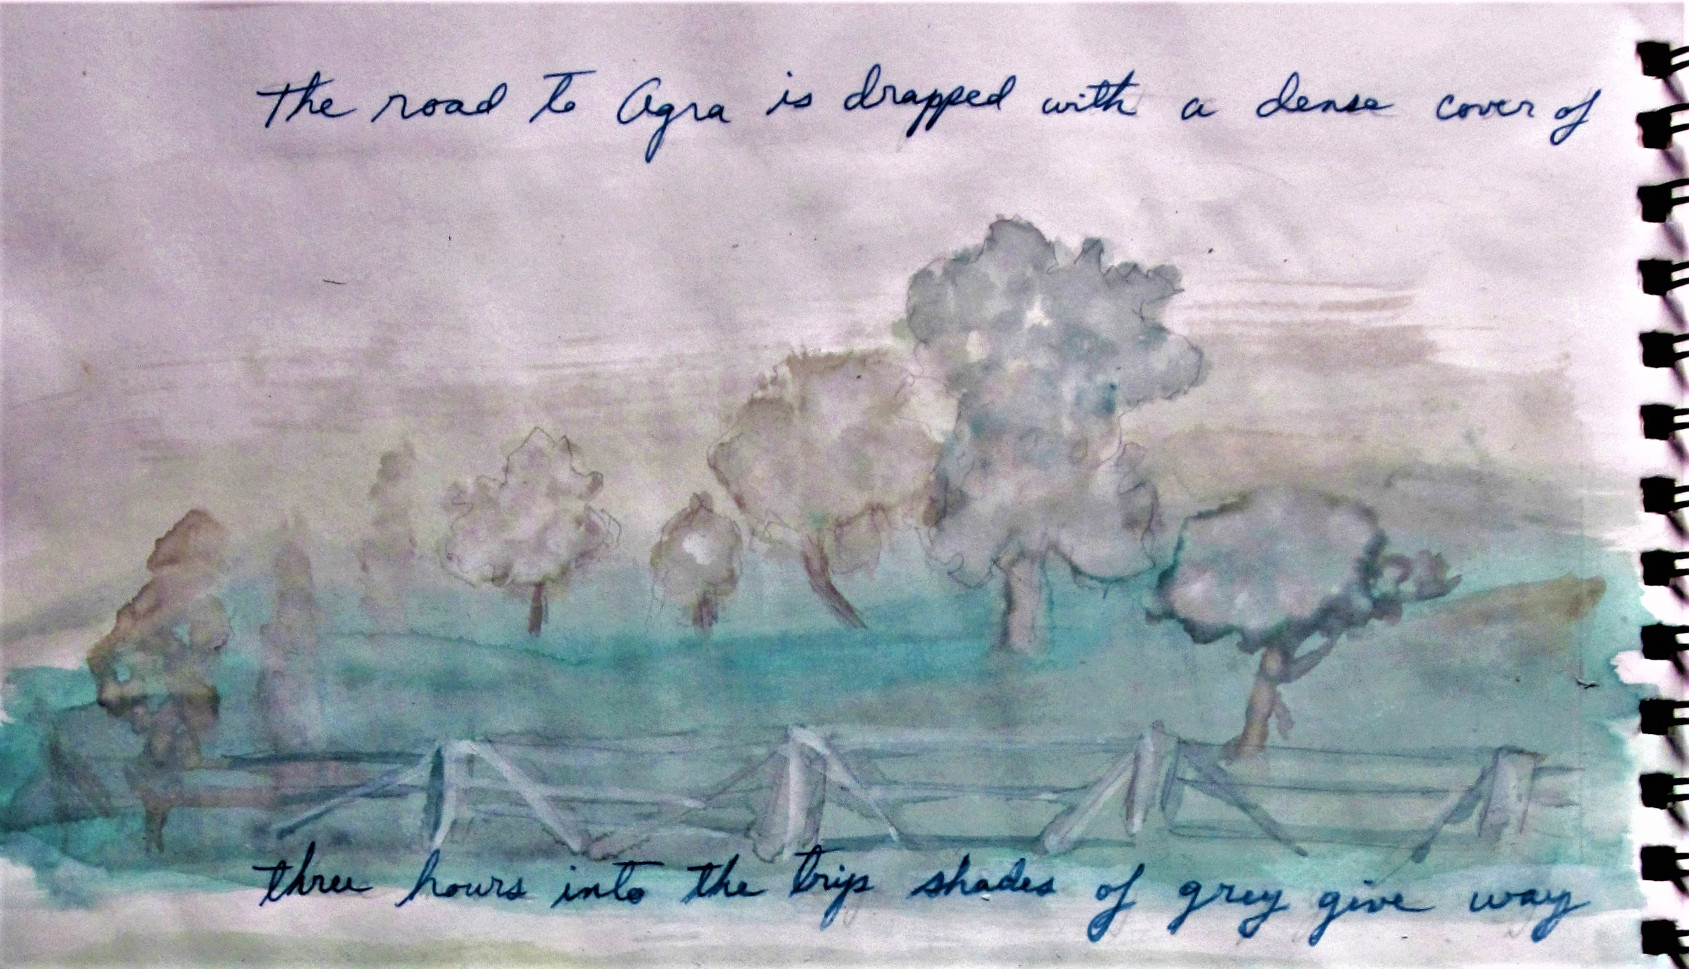 The road to Agra is drapped with a dense cover of
three hours into the trip shades of grey give way